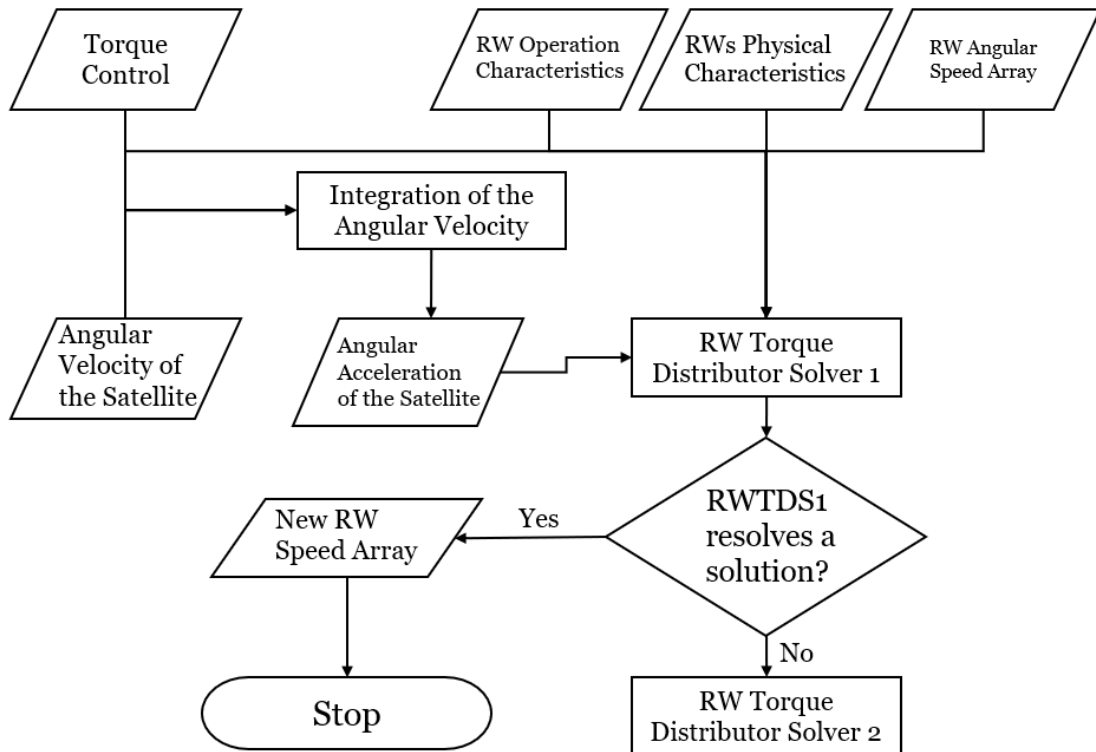 Torque
Control
RW Operation
Characteristics
RWs Physical
Characteristics
RW Angular
Speed Array
Integration of the
Angular Velocity
Angular
Velocity of
the Satellite
Angular
Acceleration
of the Satellite
RW Torque
Distributor Solver 1
RWTDS1
resolves a
solution?
Yes
New RW
Speed Array
No
Stop
RW Torque
Distributor Solver 2